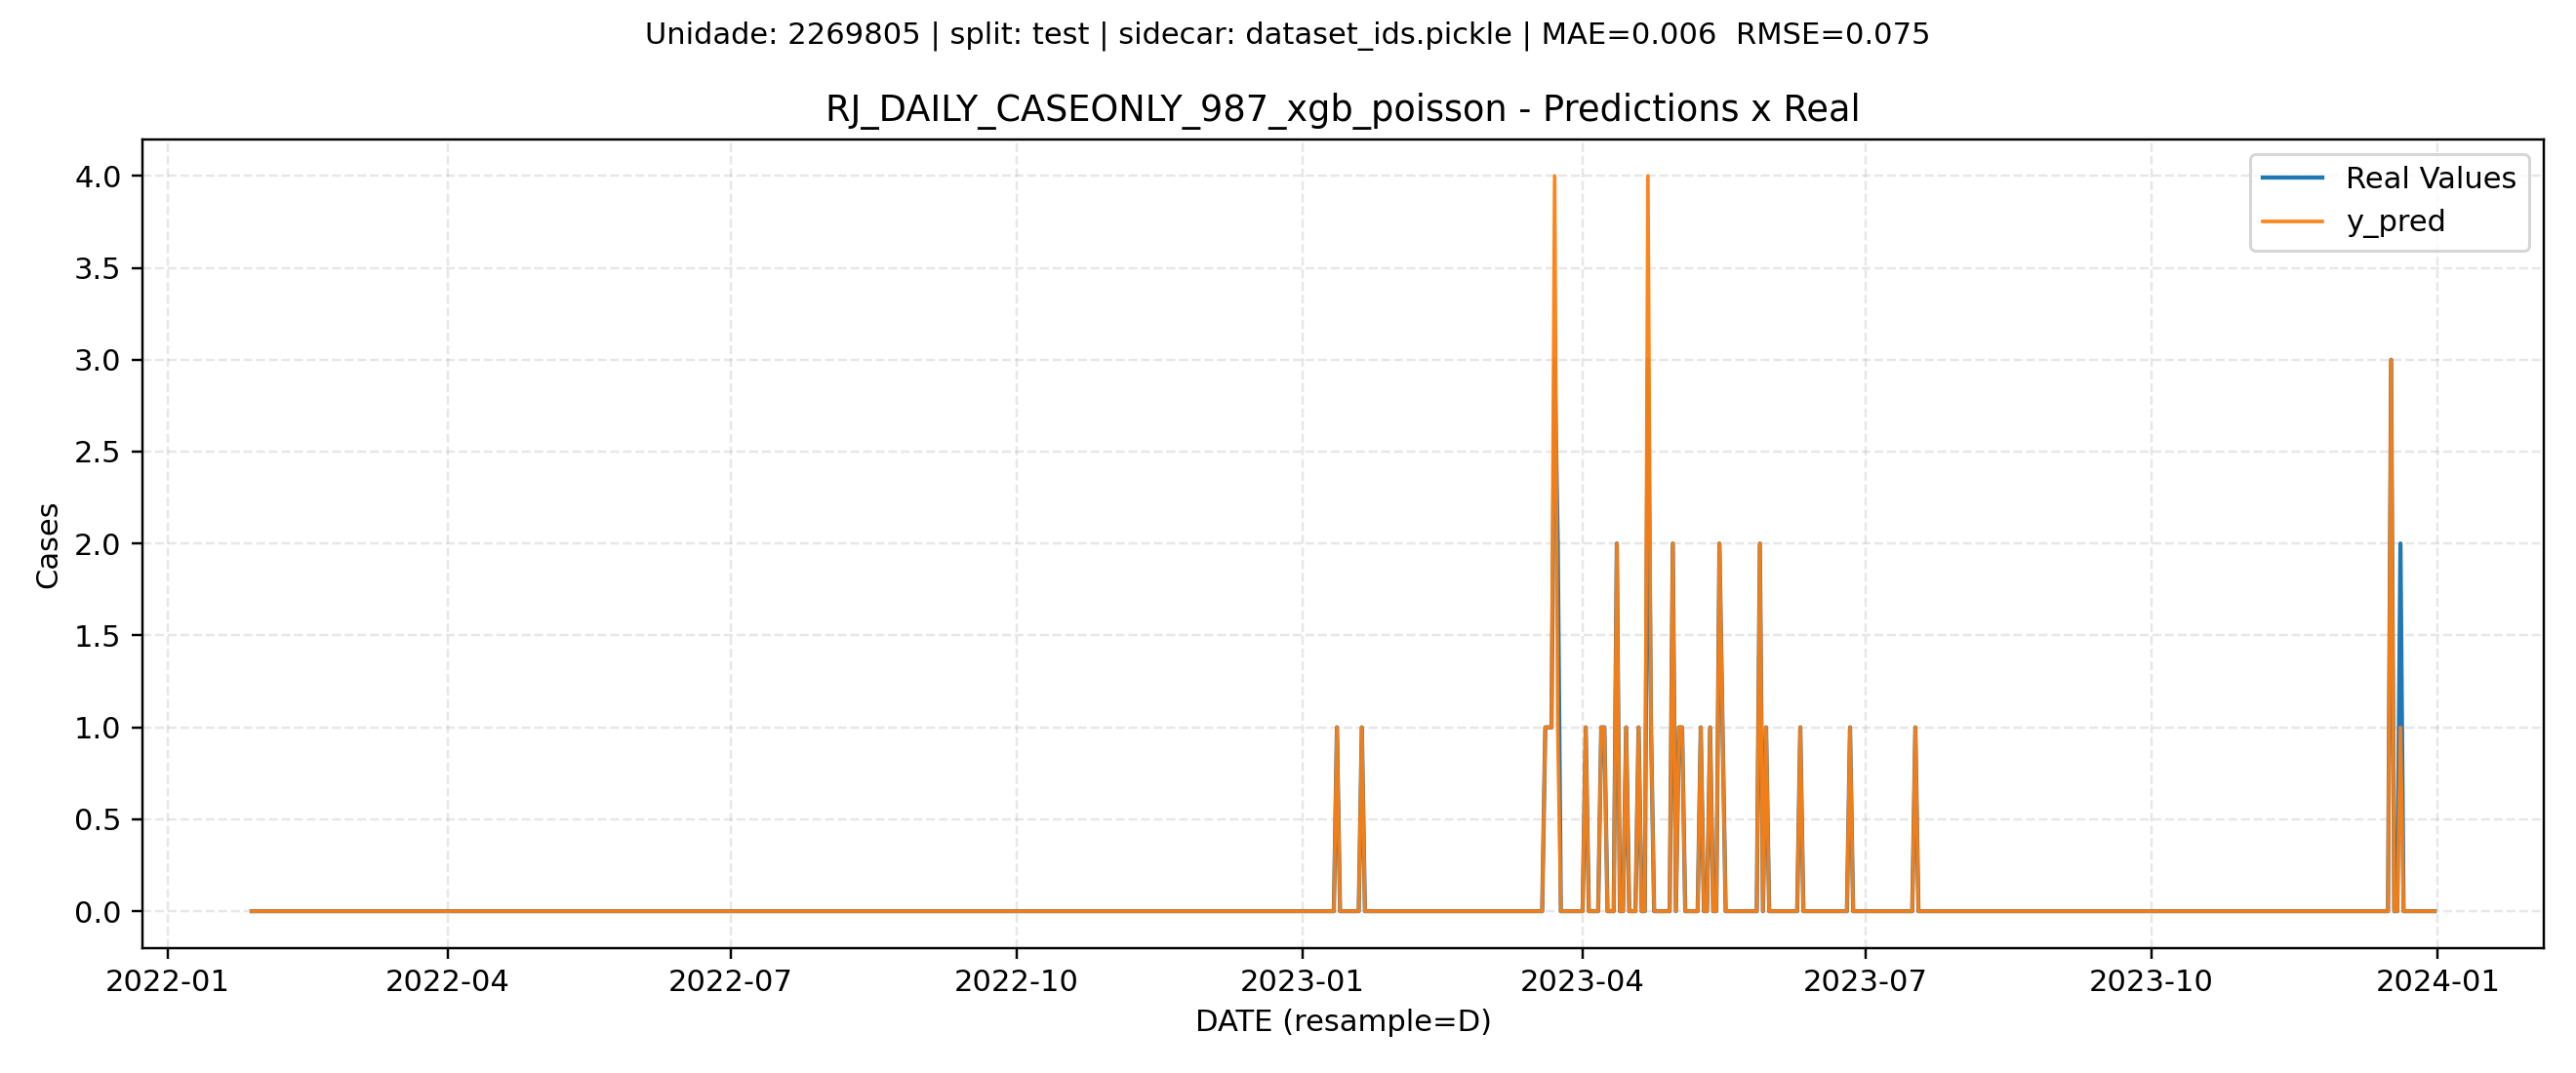 Unidade: 2269805 | split: test | sidecar: dataset_ids.pickle | MAE=0.006  RMSE=0.075
RJ_DAILY_CASEONLY_987_xgb_poisson - Predictions x Real
Real Values
y_pred
Cases
4.0
3.5
3.0
2.5
2.0
1.5
1.0
0.5
0.0
2022-01 2022-04 2022-07 2022-10 2023-01 2023-04 2023-07 2023-10 2024-01
DATE (resample=D)